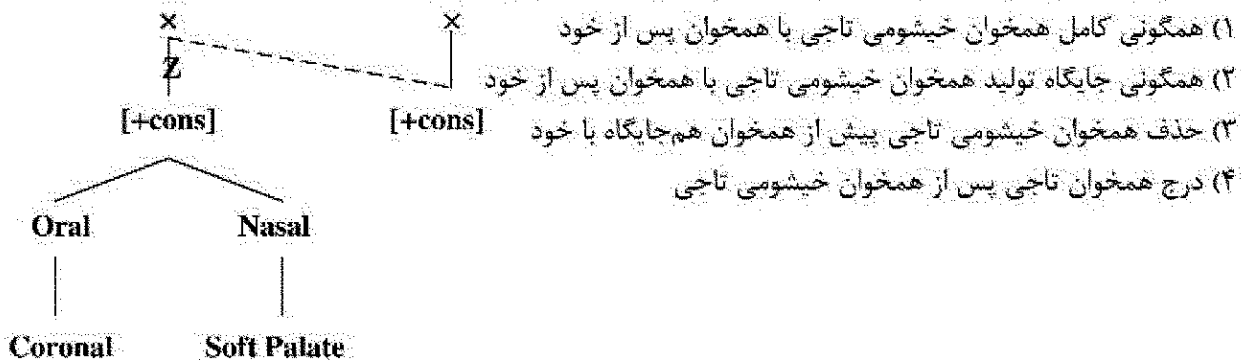 × ×
Z
[+cons] [+cons]
Oral Nasal
Coronal Soft Palate
۱) همگونی کامل همخوان خیشومی تاجی با همخوان پس از خود
۲) همگونی جایگاه تولید همخوان خیشومی تاجی با همخوان پس از خود
۳) حذف همخوان خیشومی تاجی پیش از همخوان هم‌جایگاه با خود
۴) درج همخوان تاجی پس از همخوان خیشومی تاجی